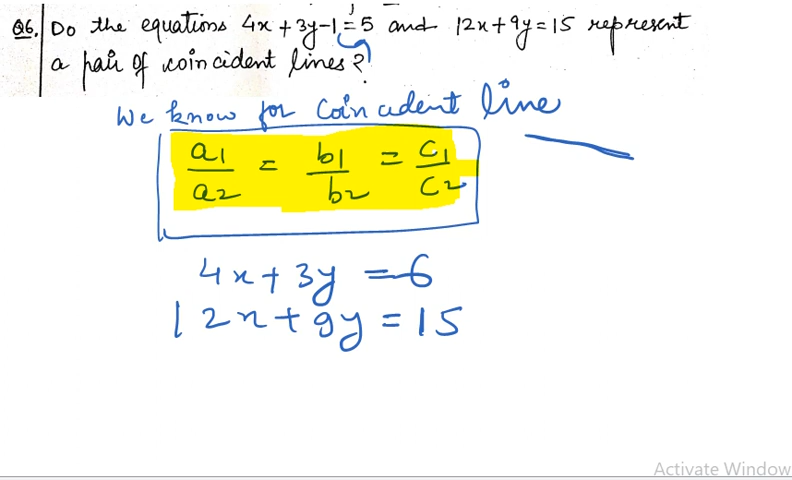 Q6. Do the equations 4x + 3y - 1 = 5 and 12x + 9y = 15 represent
a pair of coincident lines?
We know for Coincident line
a1/a2 = b1/b2 = c1/c2
4x + 3y = 6
12x + 9y = 15
Activate Window